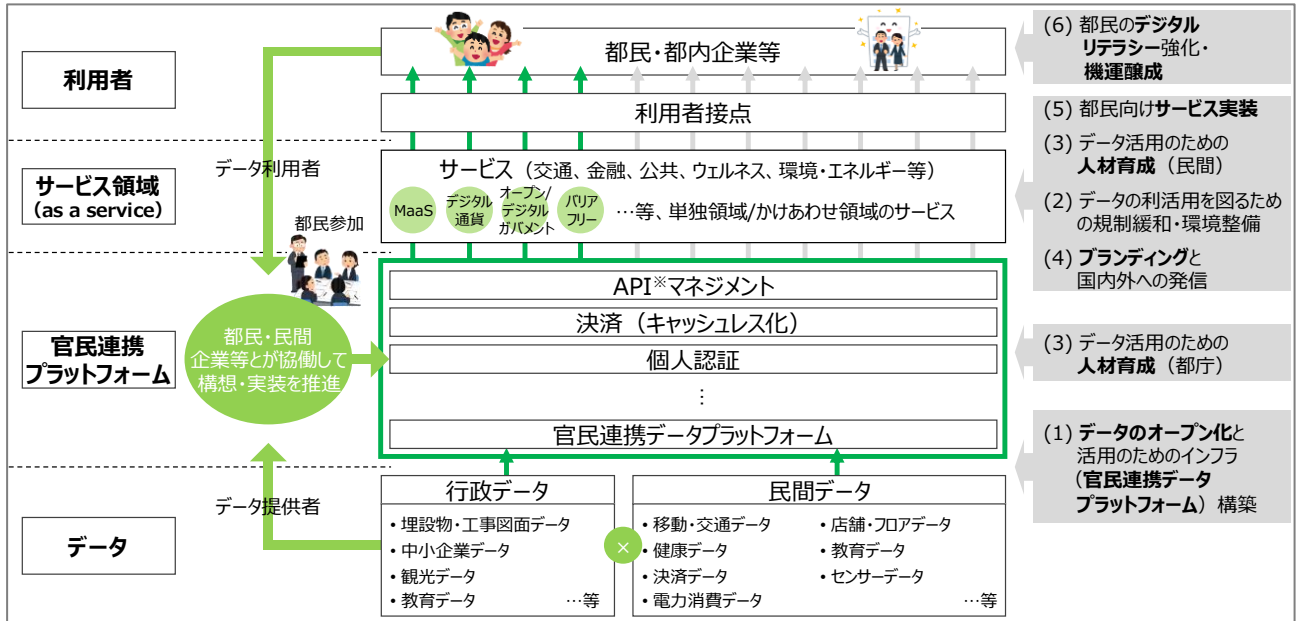 利用者
都民・都内企業等
利用者接点
(6) 都民のデジタル
リテラシー強化・
機運醸成
データ利用者
サービス領域
(as a service)
サービス（交通、金融、公共、ウェルネス、環境・エネルギー等）
MaaS
デジタル
通貨
オープン/
デジタル
ガバメント
バリア
フリー
…等、単独領域/かけあわせ領域のサービス
(5) 都民向けサービス実装
(3) データ活用のための
人材育成（民間）
(2) データの利活用を図るため
の規制緩和・環境整備
(4) ブランディングと
国内外への発信
都民参加
官民連携
プラットフォーム
都民・民間
企業等とが協働して
構想・実装を推進
API※マネジメント
決済（キャッシュレス化）
個人認証
⋮
官民連携データプラットフォーム
(3) データ活用のための
人材育成（都庁）
(1) データのオープン化と
活用のためのインフラ
（官民連携データ
プラットフォーム）構築
データ提供者
データ
行政データ
• 埋設物・工事図面データ
• 中小企業データ
• 観光データ
• 教育データ
…等
×
民間データ
• 移動・交通データ
• 健康データ
• 決済データ
• 電力消費データ
• 店舗・フロアデータ
• 教育データ
• センサーデータ
…等